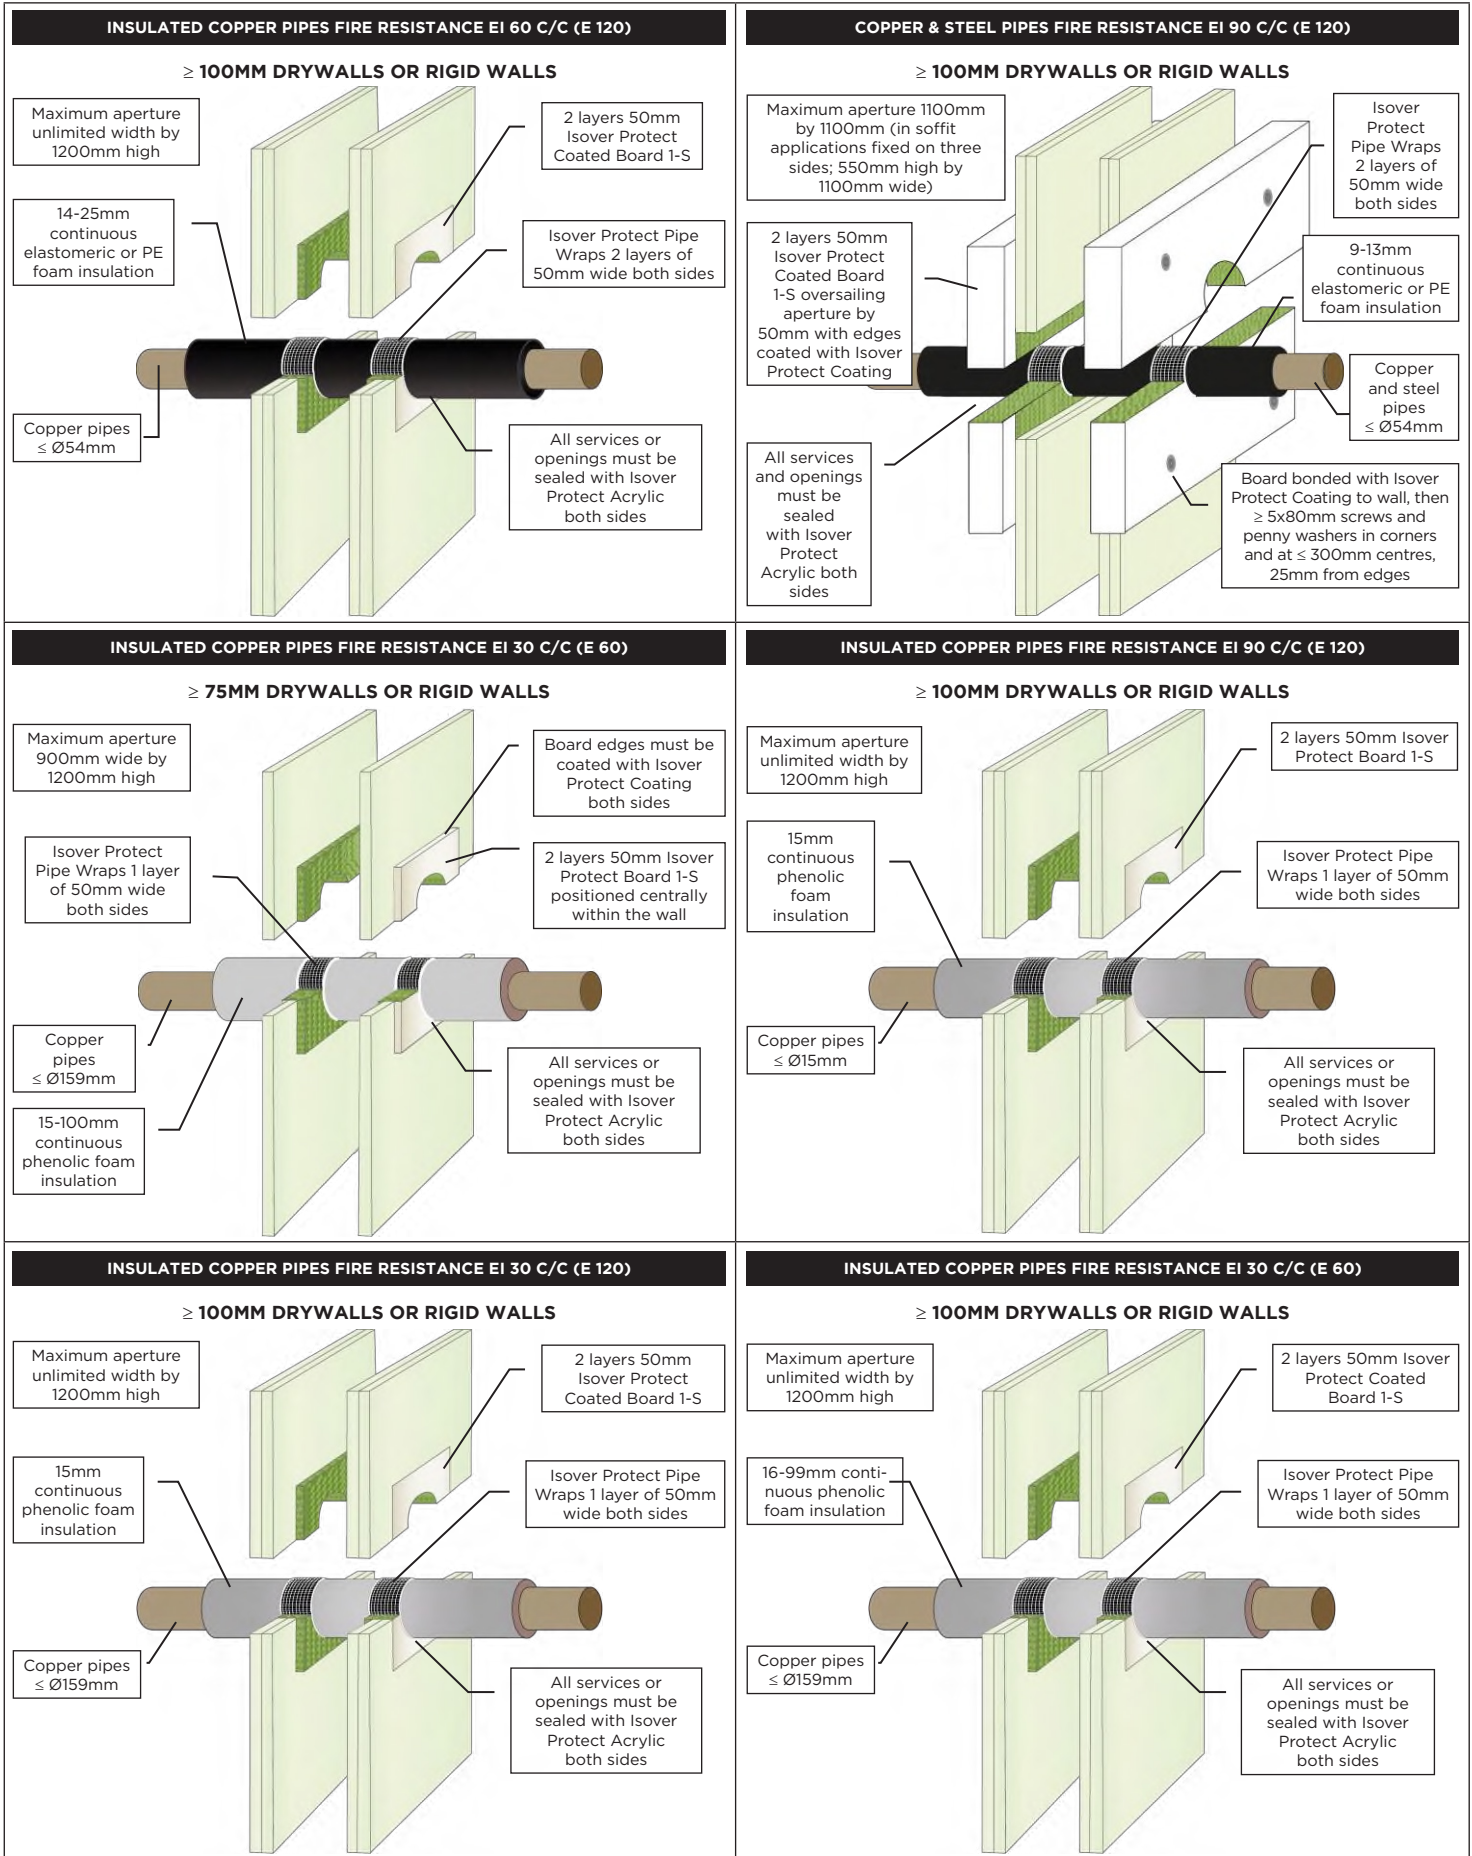 INSULATED COPPER PIPES FIRE RESISTANCE EI 60 C/C (E 120)
≥ 100MM DRYWALLS OR RIGID WALLS
Maximum aperture
unlimited width by
1200mm high
2 layers 50mm
Isover Protect
Coated Board 1-S
14-25mm
continuous
elastomeric or PE
foam insulation
Isover Protect Pipe
Wraps 2 layers of
50mm wide both sides
Copper pipes
≤ Ø54mm
All services or
openings must be
sealed with Isover
Protect Acrylic
both sides
COPPER & STEEL PIPES FIRE RESISTANCE EI 90 C/C (E 120)
≥ 100MM DRYWALLS OR RIGID WALLS
Maximum aperture 1100mm
by 1100mm (in soffit
applications fixed on three
sides; 550mm high by
1100mm wide)
Isover
Protect
Pipe Wraps
2 layers of
50mm wide
both sides
2 layers 50mm
Isover Protect
Coated Board
1-S oversailing
aperture by
50mm with edges
coated with Isover
Protect Coating
9-13mm
continuous
elastomeric or PE
foam insulation
Copper
and steel
pipes
≤ Ø54mm
All services
and openings
must be
sealed
with Isover
Protect
Acrylic both
sides
Board bonded with Isover
Protect Coating to wall, then
≥ 5x80mm screws and
penny washers in corners
and at ≤ 300mm centres,
25mm from edges
INSULATED COPPER PIPES FIRE RESISTANCE EI 30 C/C (E 60)
≥ 75MM DRYWALLS OR RIGID WALLS
Maximum aperture
900mm wide by
1200mm high
Board edges must be
coated with Isover
Protect Coating
both sides
Isover Protect
Pipe Wraps 1 layer
of 50mm wide
both sides
2 layers 50mm Isover
Protect Board 1-S
positioned centrally
within the wall
Copper
pipes
≤ Ø159mm
15-100mm
continuous
phenolic foam
insulation
All services or
openings must be
sealed with Isover
Protect Acrylic
both sides
INSULATED COPPER PIPES FIRE RESISTANCE EI 90 C/C (E 120)
≥ 100MM DRYWALLS OR RIGID WALLS
Maximum aperture
unlimited width by
1200mm high
2 layers 50mm Isover
Protect Board 1-S
15mm
continuous
phenolic
foam
insulation
Isover Protect Pipe
Wraps 1 layer of 50mm
wide both sides
Copper pipes
≤ Ø15mm
All services or
openings must be
sealed with Isover
Protect Acrylic
both sides
INSULATED COPPER PIPES FIRE RESISTANCE EI 30 C/C (E 120)
≥ 100MM DRYWALLS OR RIGID WALLS
Maximum aperture
unlimited width by
1200mm high
2 layers 50mm
Isover Protect
Coated Board 1-S
15mm
continuous
phenolic foam
insulation
Isover Protect Pipe
Wraps 1 layer of 50mm
wide both sides
Copper pipes
≤ Ø159mm
All services or
openings must be
sealed with Isover
Protect Acrylic
both sides
INSULATED COPPER PIPES FIRE RESISTANCE EI 30 C/C (E 60)
≥ 100MM DRYWALLS OR RIGID WALLS
Maximum aperture
unlimited width by
1200mm high
2 layers 50mm Isover
Protect Coated
Board 1-S
16-99mm conti-
nuous phenolic
foam insulation
Isover Protect Pipe
Wraps 1 layer of 50mm
wide both sides
Copper pipes
≤ Ø159mm
All services or
openings must be
sealed with Isover
Protect Acrylic
both sides